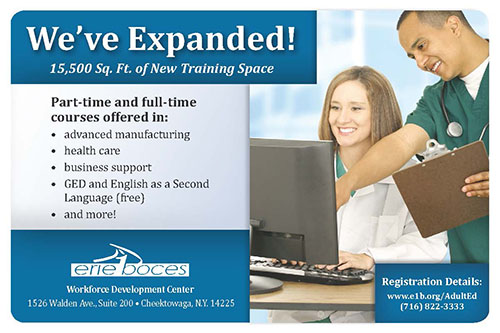 We've Expanded!
15,500 Sq. Ft. of New Training Space
Part-time and full-time
courses offered in:
• advanced manufacturing
• health care
• business support
• GED and English as a Second
Language (free)
• and more!
erie 1 boces
Workforce Development Center
1526 Walden Ave., Suite 200 • Cheektowaga, N.Y. 14225
Registration Details:
www.e1b.org/AdultEd
(716) 822-3333